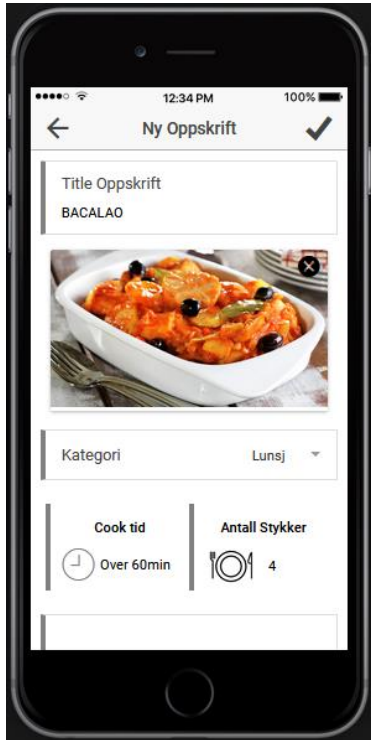 12:34 PM 100%
Ny Oppskrift
Title Oppskrift
BACALAO
Kategori Lunsj
Cook tid Antall Stykker
Over 60min 4